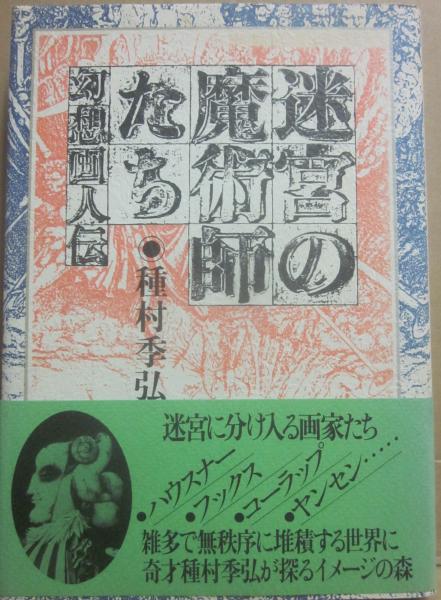 迷宮の
魔術師
たち
幻想画人伝
●種村季弘
迷宮に分け入る画家たち
●ハウスナー
●フックス
●コーラップ
●ヤンセン……
雑多で無秩序に堆積する世界に
奇才種村季弘が探るイメージの森